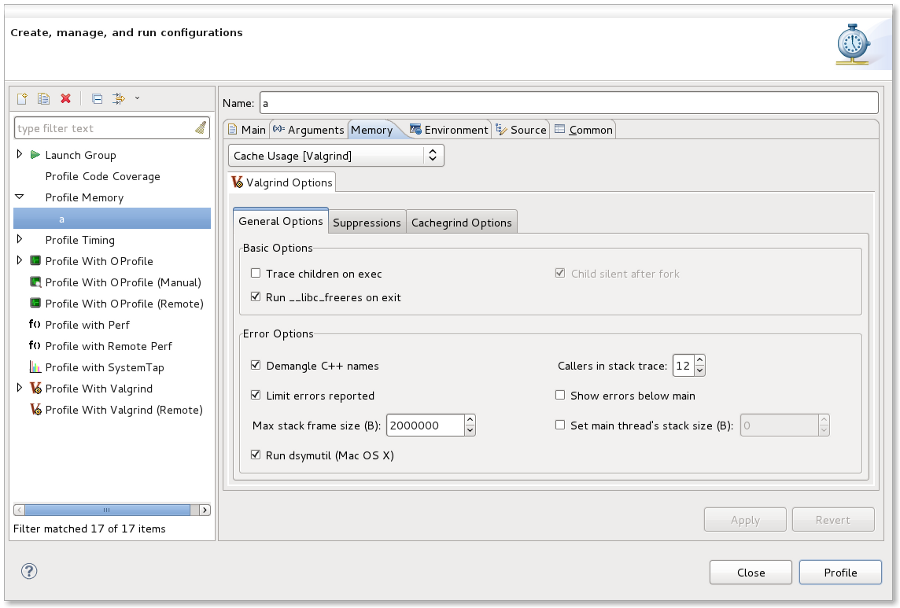 Create, manage, and run configurations
type filter text
Launch Group
Profile Code Coverage
Profile Memory
a
Profile Timing
Profile With OProfile
Profile With OProfile (Manual)
Profile With OProfile (Remote)
f() Profile with Perf
f() Profile with Remote Perf
Profile with SystemTap
Profile With Valgrind
Profile With Valgrind (Remote)
Filter matched 17 of 17 items
Name: a
Main (x)= Arguments Memory Environment Source Common
Cache Usage [Valgrind]
Valgrind Options
General Options Suppressions Cachegrind Options
Basic Options
Trace children on exec Child silent after fork
Run __libc_freeres on exit
Error Options
Demangle C++ names Callers in stack trace: 12
Limit errors reported Show errors below main
Max stack frame size (B): 2000000 Set main thread's stack size (B): 0
Run dsymutil (Mac OS X)
Apply Revert
? Close Profile